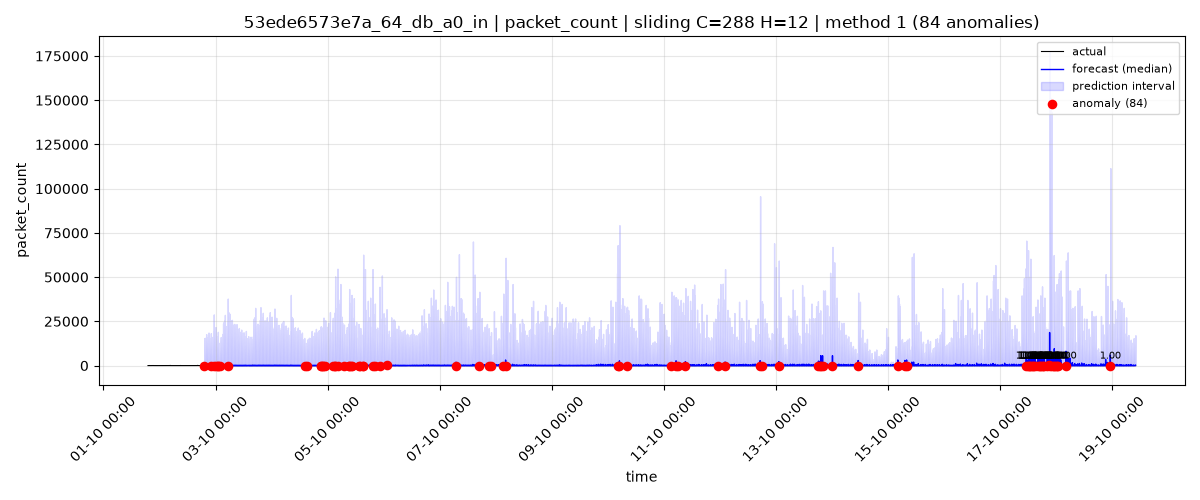 53ede6573e7a_64_db_a0_in | packet_count | sliding C=288 H=12 | method 1 (84 anomalies)
actual
forecast (median)
prediction interval
anomaly (84)
packet_count
175000
150000
125000
100000
75000
50000
25000
0
1.00
01-10 00:00
03-10 00:00
05-10 00:00
07-10 00:00
09-10 00:00
11-10 00:00
13-10 00:00
15-10 00:00
17-10 00:00
19-10 00:00
time